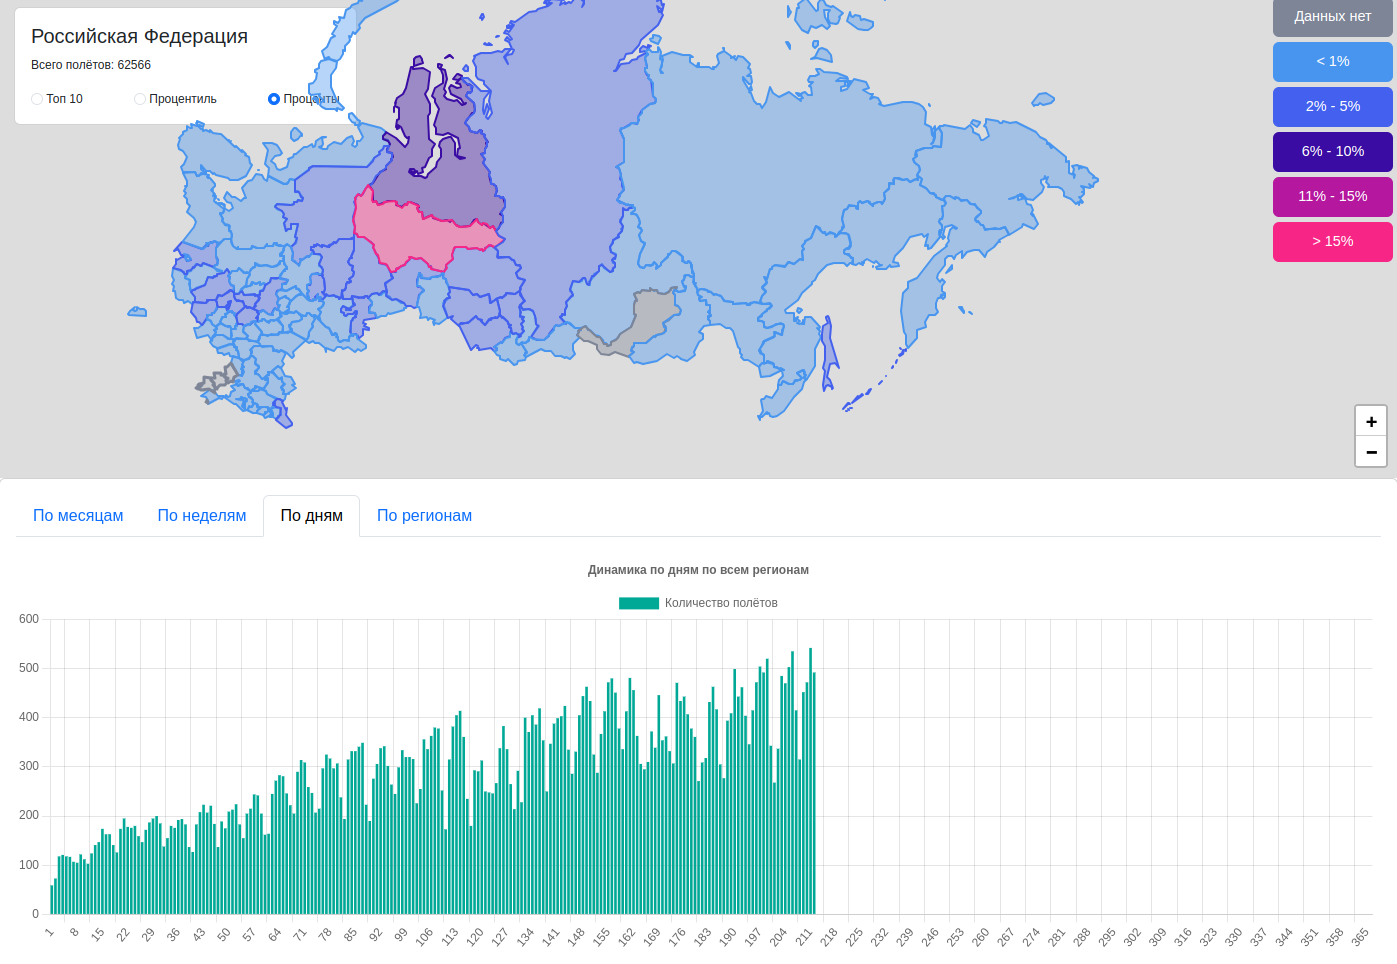 Российская Федерация
Всего полётов: 62566
Топ 10
Процентиль
Проценты
Данных нет
< 1%
2% - 5%
6% - 10%
11% - 15%
> 15%
+
−
По месяцам
По неделям
По дням
По регионам
Динамика по дням по всем регионам
Количество полётов
600
500
400
300
200
100
0
1 8 15 22 29 36 43 50 57 64 71 78 85 92 99 106 113 120 127 134 141 148 155 162 169 176 183 190 197 204 211 218 225 232 239 246 253 260 267 274 281 288 295 302 309 316 323 330 337 344 351 358 365